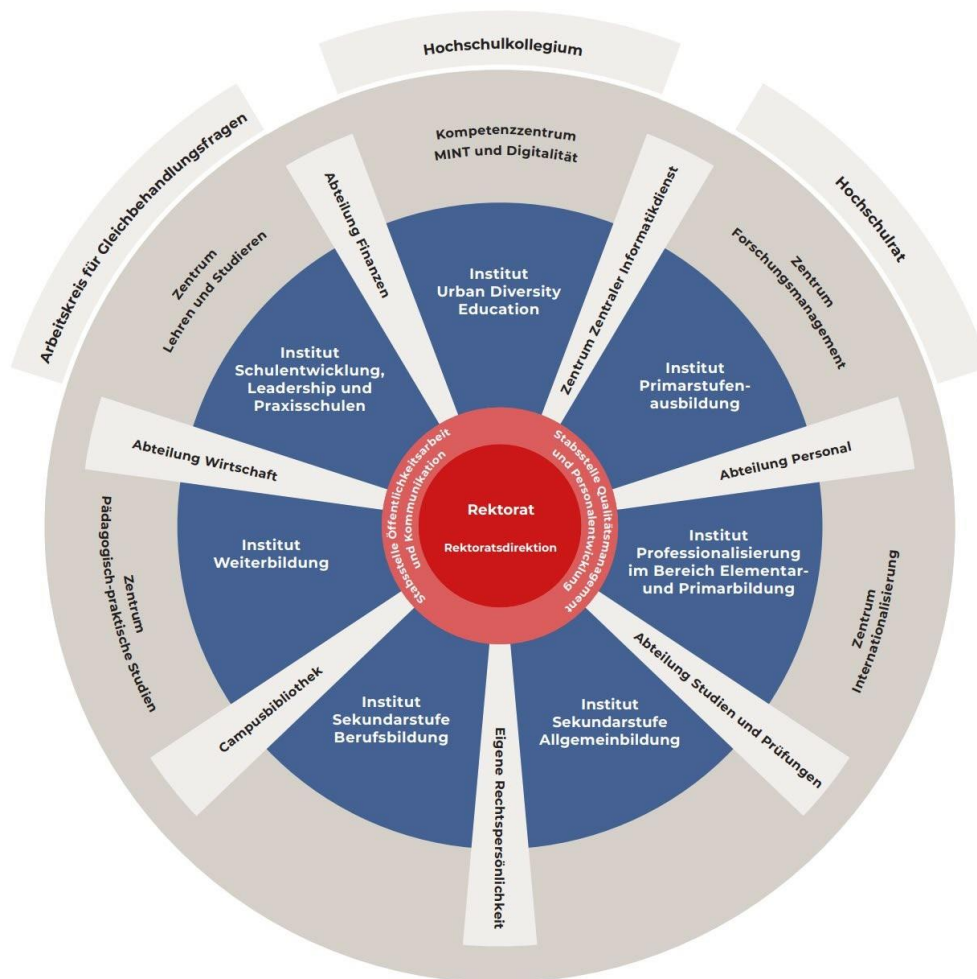 Hochschulkollegium
Arbeitskreis für Gleichbehandlungsfragen
Hochschulrat
Kompetenzzentrum
MINT und Digitalität
Zentrum
Lehren und Studieren
Zentrum
Forschungsmanagement
Zentrum
Pädagogisch-praktische Studien
Zentrum
Internationalisierung
Abteilung Finanzen
Zentrum Zentraler Informatikdienst
Abteilung Wirtschaft
Abteilung Personal
Campusbibliothek
Eigene Rechtspersönlichkeit
Abteilung Studien und Prüfungen
Institut
Urban Diversity
Education
Institut
Schulentwicklung,
Leadership und
Praxisschulen
Institut
Primarstufen-
ausbildung
Institut
Weiterbildung
Institut
Professionalisierung
im Bereich Elementar-
und Primarbildung
Institut
Sekundarstufe
Berufsbildung
Institut
Sekundarstufe
Allgemeinbildung
Stabsstelle Öffentlichkeitsarbeit
und Kommunikation
Stabsstelle Qualitätsmanagement
und Personalentwicklung
Rektorat
Rektoratsdirektion